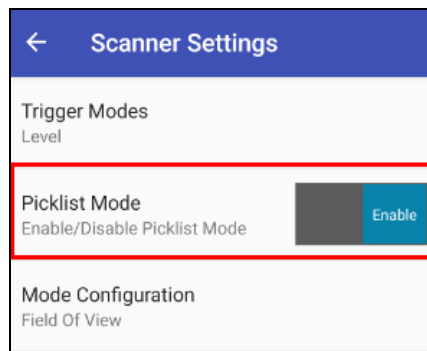 Scanner Settings
Trigger Modes
Level
Picklist Mode
Enable/Disable Picklist Mode
Enable
Mode Configuration
Field Of View